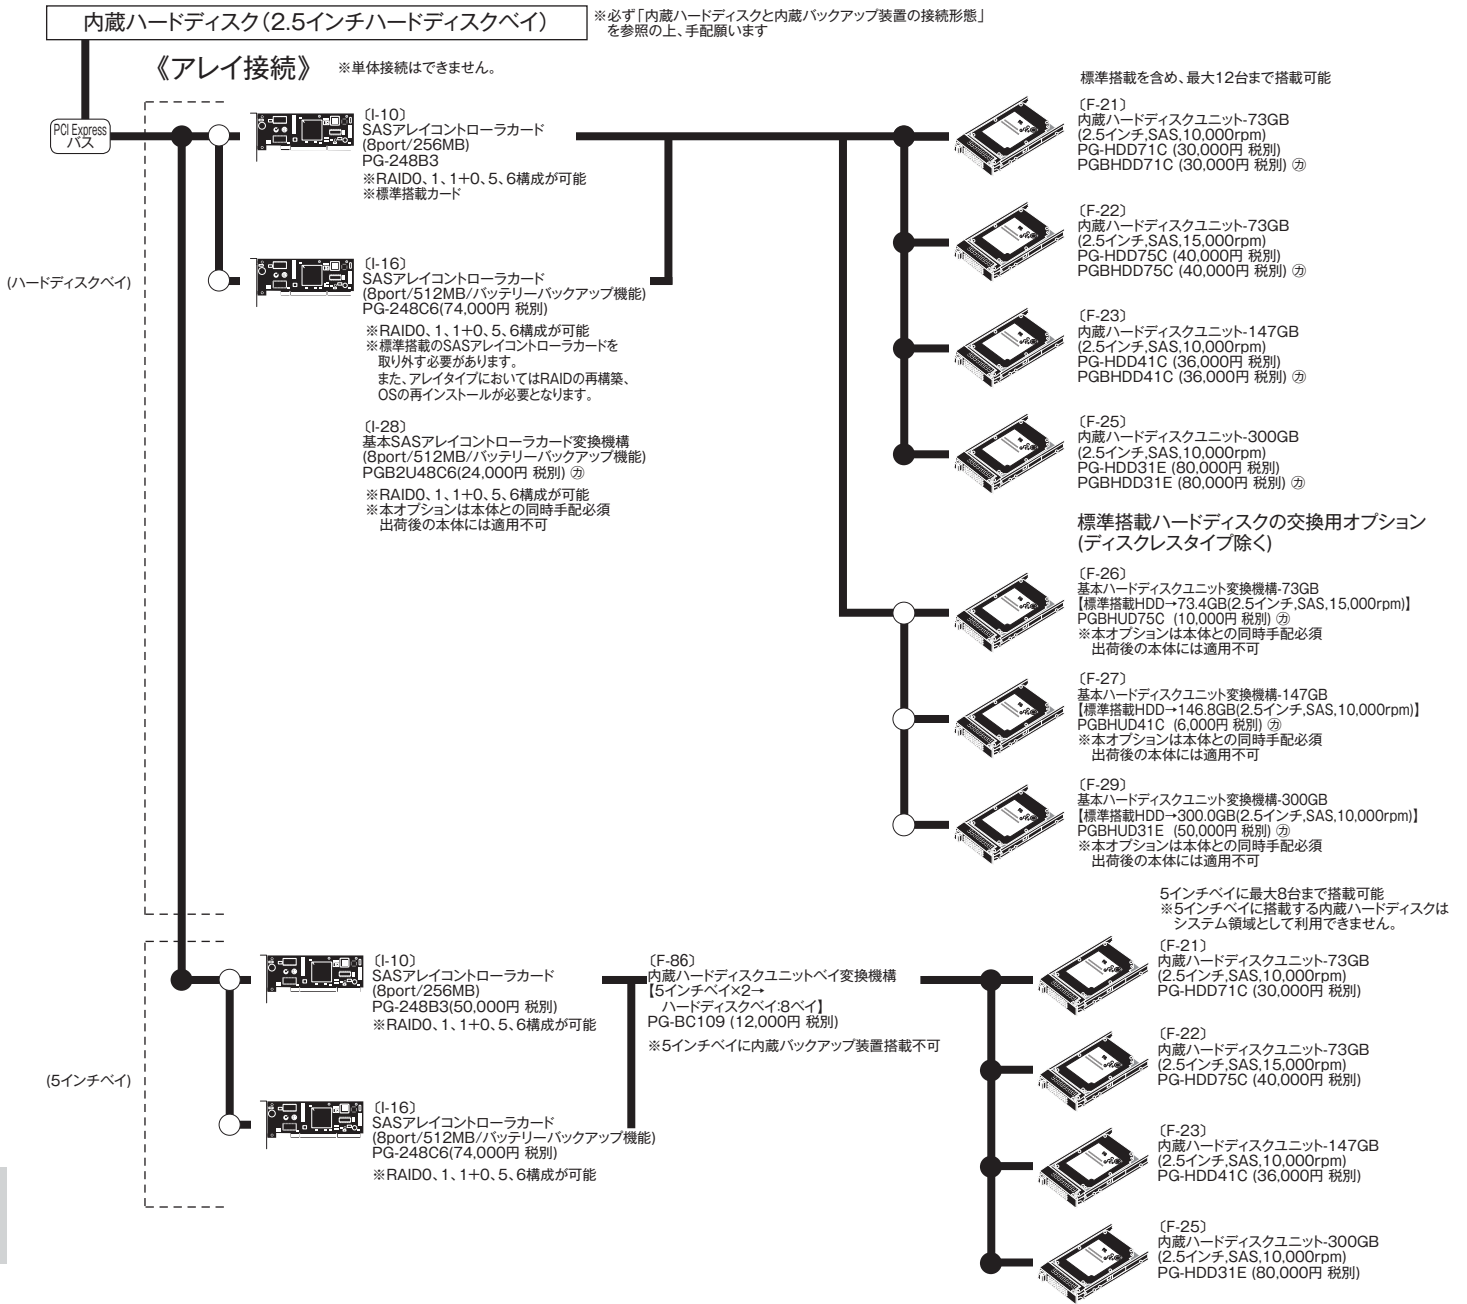 内蔵ハードディスク(2.5インチハードディスクベイ)
※必ず「内蔵ハードディスクと内蔵バックアップ装置の接続形態」
を参照の上、手配願います
《アレイ接続》
※単体接続はできません。
PCI Express
バス
(ハードディスクベイ)
〔I-10〕
SASアレイコントローラカード
(8port/256MB)
PG-248B3
※RAID0、1、1+0、5、6構成が可能
※標準搭載カード
〔I-16〕
SASアレイコントローラカード
(8port/512MB/バッテリーバックアップ機能)
PG-248C6(74,000円 税別)
※RAID0、1、1+0、5、6構成が可能
※標準搭載のSASアレイコントローラカードを
取り外す必要があります。
また、アレイタイプにおいてはRAIDの再構築、
OSの再インストールが必要となります。
〔I-28〕
基本SASアレイコントローラカード変換機構
(8port/512MB/バッテリーバックアップ機能)
PGB2U48C6(24,000円 税別) ㋕
※RAID0、1、1+0、5、6構成が可能
※本オプションは本体との同時手配必須
出荷後の本体には適用不可
標準搭載を含め、最大12台まで搭載可能
〔F-21〕
内蔵ハードディスクユニット-73GB
(2.5インチ,SAS,10,000rpm)
PG-HDD71C (30,000円 税別)
PGBHDD71C (30,000円 税別) ㋕
〔F-22〕
内蔵ハードディスクユニット-73GB
(2.5インチ,SAS,15,000rpm)
PG-HDD75C (40,000円 税別)
PGBHDD75C (40,000円 税別) ㋕
〔F-23〕
内蔵ハードディスクユニット-147GB
(2.5インチ,SAS,10,000rpm)
PG-HDD41C (36,000円 税別)
PGBHDD41C (36,000円 税別) ㋕
〔F-25〕
内蔵ハードディスクユニット-300GB
(2.5インチ,SAS,10,000rpm)
PG-HDD31E (80,000円 税別)
PGBHDD31E (80,000円 税別) ㋕
標準搭載ハードディスクの交換用オプション
(ディスクレスタイプ除く)
〔F-26〕
基本ハードディスクユニット変換機構-73GB
【標準搭載HDD→73.4GB(2.5インチ,SAS,15,000rpm)】
PGBHUD75C (10,000円 税別) ㋕
※本オプションは本体との同時手配必須
出荷後の本体には適用不可
〔F-27〕
基本ハードディスクユニット変換機構-147GB
【標準搭載HDD→146.8GB(2.5インチ,SAS,10,000rpm)】
PGBHUD41C (6,000円 税別) ㋕
※本オプションは本体との同時手配必須
出荷後の本体には適用不可
〔F-29〕
基本ハードディスクユニット変換機構-300GB
【標準搭載HDD→300.0GB(2.5インチ,SAS,10,000rpm)】
PGBHUD31E (50,000円 税別) ㋕
※本オプションは本体との同時手配必須
出荷後の本体には適用不可
(5インチベイ)
〔I-10〕
SASアレイコントローラカード
(8port/256MB)
PG-248B3(50,000円 税別)
※RAID0、1、1+0、5、6構成が可能
〔I-16〕
SASアレイコントローラカード
(8port/512MB/バッテリーバックアップ機能)
PG-248C6(74,000円 税別)
※RAID0、1、1+0、5、6構成が可能
〔F-86〕
内蔵ハードディスクユニットベイ変換機構
【5インチベイ×2→
ハードディスクベイ:8ベイ】
PG-BC109 (12,000円 税別)
※5インチベイに内蔵バックアップ装置搭載不可
5インチベイに最大8台まで搭載可能
※5インチベイに搭載する内蔵ハードディスクは
システム領域として利用できません。
〔F-21〕
内蔵ハードディスクユニット-73GB
(2.5インチ,SAS,10,000rpm)
PG-HDD71C (30,000円 税別)
〔F-22〕
内蔵ハードディスクユニット-73GB
(2.5インチ,SAS,15,000rpm)
PG-HDD75C (40,000円 税別)
〔F-23〕
内蔵ハードディスクユニット-147GB
(2.5インチ,SAS,10,000rpm)
PG-HDD41C (36,000円 税別)
〔F-25〕
内蔵ハードディスクユニット-300GB
(2.5インチ,SAS,10,000rpm)
PG-HDD31E (80,000円 税別)